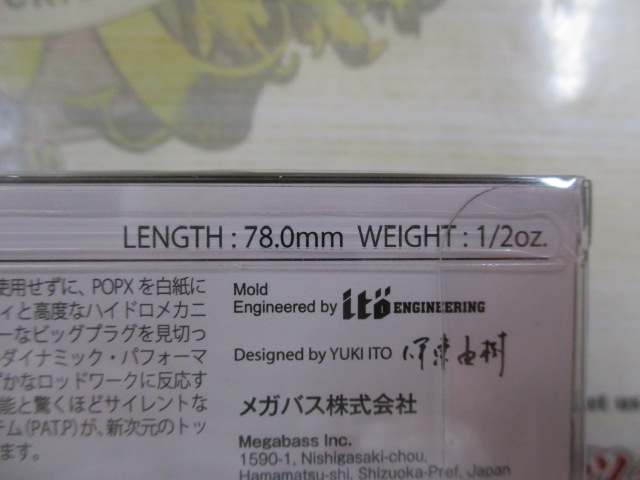 LENGTH : 78.0mm WEIGHT : 1/2oz.
使用せずに、POPXを白紙に
ィと高度なハイドロメカニ
ーなビッグプラグを見切っ
ダイナミック・パフォーマ
かなロッドワークに反応す
能と驚くほどサイレントな
テム(PAT.P)が、新次元のトッ
ます。
Mold
Engineered by itö ENGINEERING
Designed by YUKI ITO 伊東由樹
メガバス株式会社
Megabass Inc.
1590-1, Nishigasaki-chou,
Hamamatsu-shi, Shizuoka-Pref, Japan